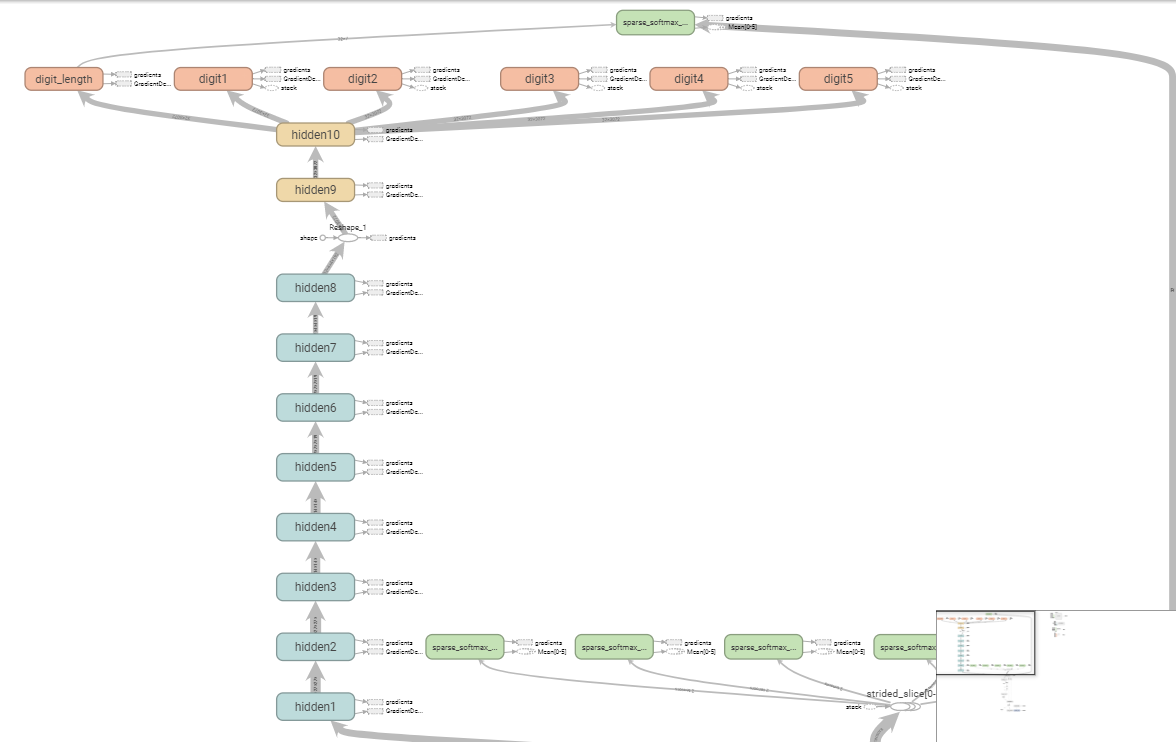 sparse_softmax_...
gradients
Mean[0-5]
digit_length
gradients
GradientDe...
digit1
gradients
GradientDe...
stack
digit2
gradients
GradientDe...
stack
digit3
gradients
GradientDe...
stack
digit4
gradients
GradientDe...
stack
digit5
gradients
GradientDe...
stack
hidden10
gradients
GradientDe...
hidden9
gradients
GradientDe...
Reshape_1
shape
gradients
hidden8
gradients
GradientDe...
hidden7
gradients
GradientDe...
hidden6
gradients
GradientDe...
hidden5
gradients
GradientDe...
hidden4
gradients
GradientDe...
hidden3
gradients
GradientDe...
hidden2
gradients
GradientDe...
sparse_softmax_...
gradients
Mean[0-5]
sparse_softmax_...
gradients
Mean[0-5]
sparse_softmax_...
gradients
Mean[0-5]
sparse_softmax
strided_slice[0-
stack
hidden1
gradients
GradientDe...